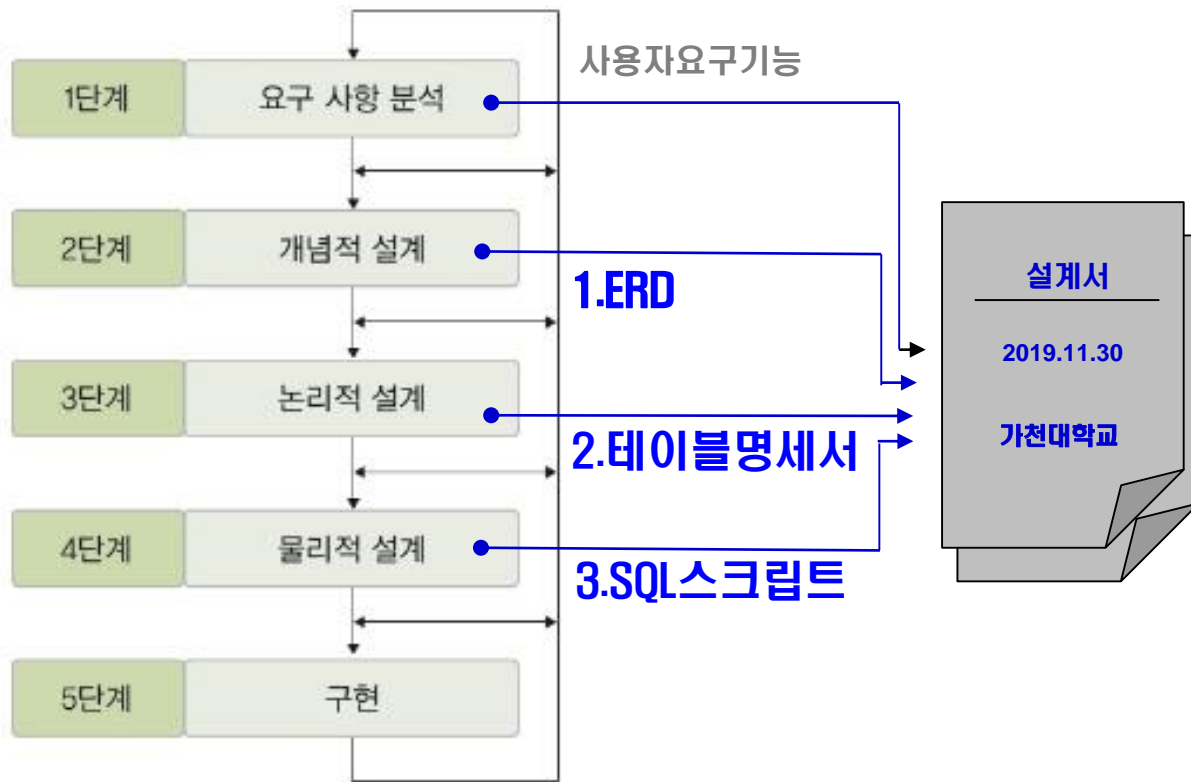 사용자요구기능
1단계
요구 사항 분석
2단계
개념적 설계
1.ERD
3단계
논리적 설계
2.테이블명세서
4단계
물리적 설계
3.SQL스크립트
5단계
구현
설계서
2019.11.30
가천대학교